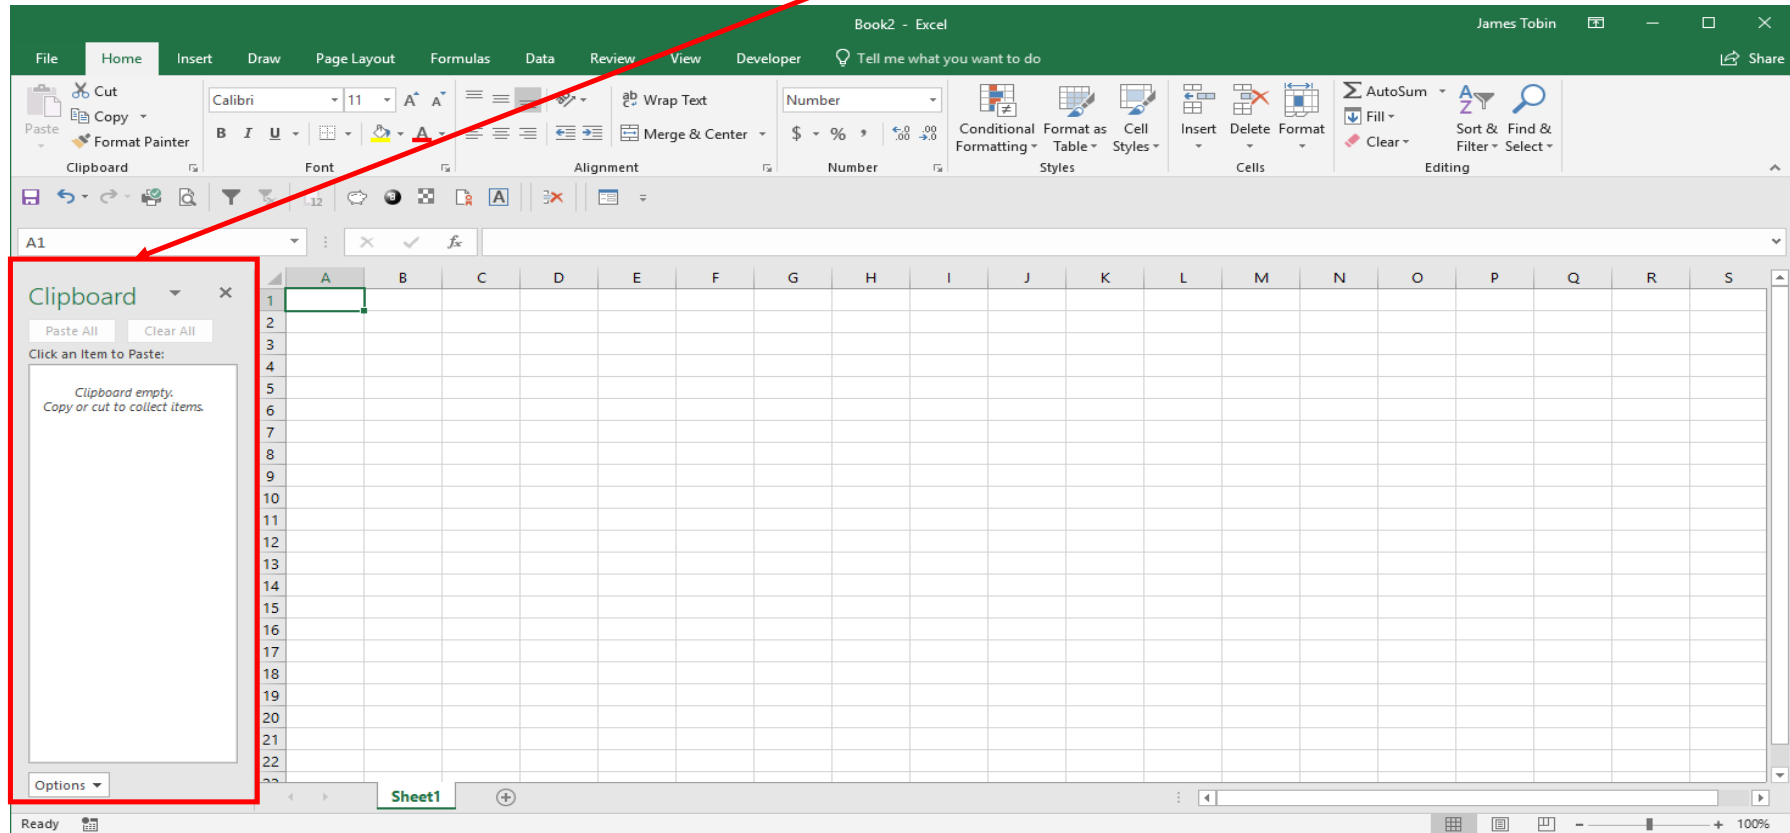 Book2 - Excel
James Tobin
File Home Insert Draw Page Layout Formulas Data Review View Developer Tell me what you want to do Share
Cut
Copy
Paste
Format Painter
Clipboard
Calibri 11
B I U
Font
Wrap Text
Merge & Center
Alignment
Number
$ % ,
Number
Conditional Formatting
Format as Table
Cell Styles
Styles
Insert Delete Format
Cells
AutoSum
Fill
Clear
Sort & Filter
Find & Select
Editing
A1
fx
Clipboard
Paste All Clear All
Click an Item to Paste:
Clipboard empty.
Copy or cut to collect items.
Options
A B C D E F G H I J K L M N O P Q R S
1
2
3
4
5
6
7
8
9
10
11
12
13
14
15
16
17
18
19
20
21
22
Sheet1
Ready
100%